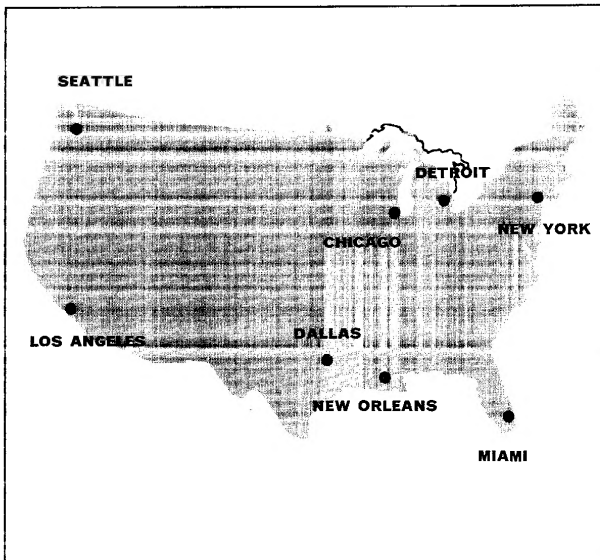 SEATTLE
DETROIT
NEW YORK
CHICAGO
LOS ANGELES
DALLAS
NEW ORLEANS
MIAMI